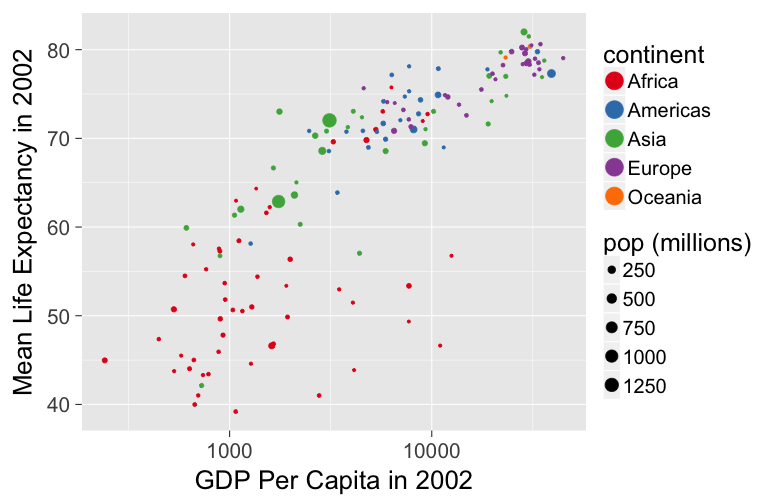 80
70
60
50
40
Mean Life Expectancy in 2002
1000
10000
GDP Per Capita in 2002
continent
Africa
Americas
Asia
Europe
Oceania
pop (millions)
250
500
750
1000
1250